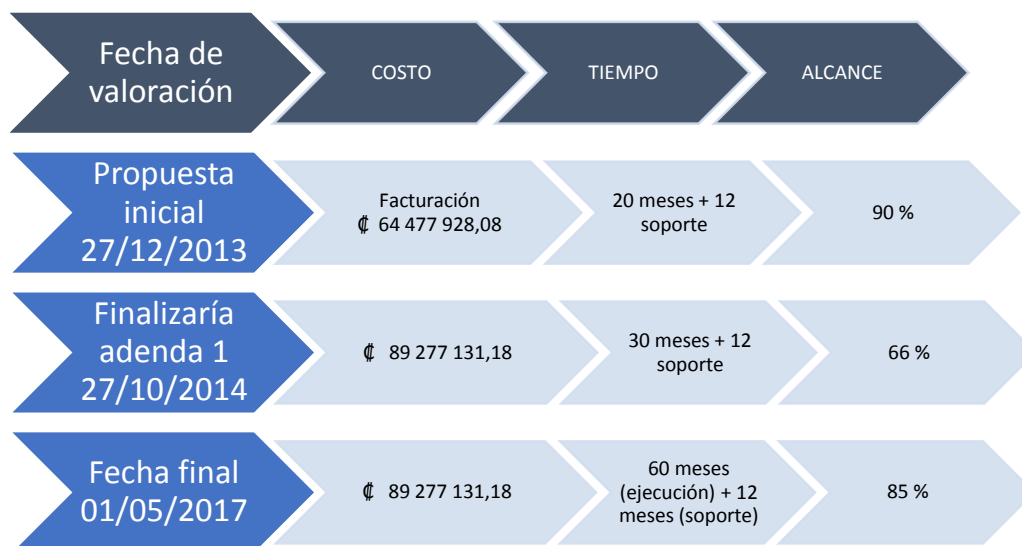 Fecha de
valoración
COSTO
TIEMPO
ALCANCE
Propuesta
inicial
27/12/2013
Facturación
₡ 64 477 928,08
20 meses + 12
soporte
90 %
Finalizaría
adenda 1
27/10/2014
₡ 89 277 131,18
30 meses + 12
soporte
66 %
Fecha final
01/05/2017
₡ 89 277 131,18
60 meses
(ejecución) + 12
meses (soporte)
85 %